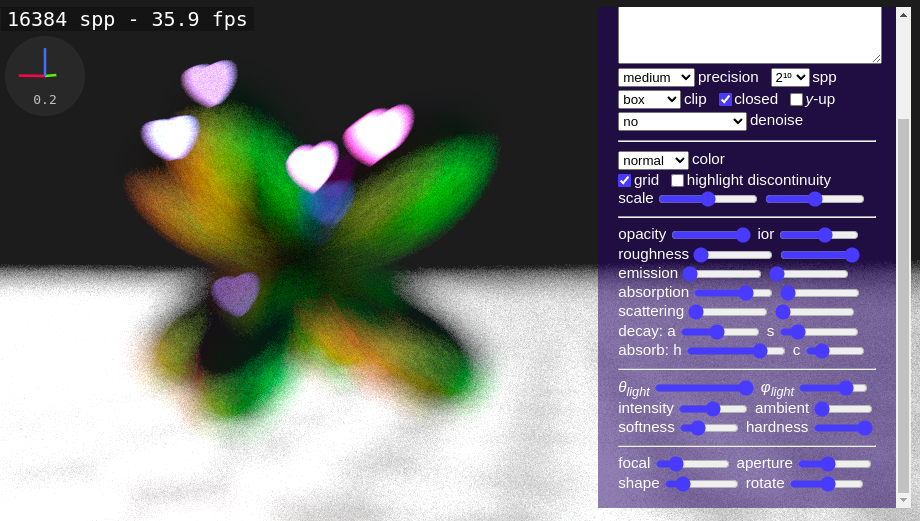 16384 spp - 35.9 fps
0.2
medium precision 2¹⁰ spp
box clip closed y-up
no denoise
normal color
grid highlight discontinuity
scale
opacity ior
roughness
emission
absorption
scattering
decay: a s
absorb: h c
θlight φlight
intensity ambient
softness hardness
focal aperture
shape rotate